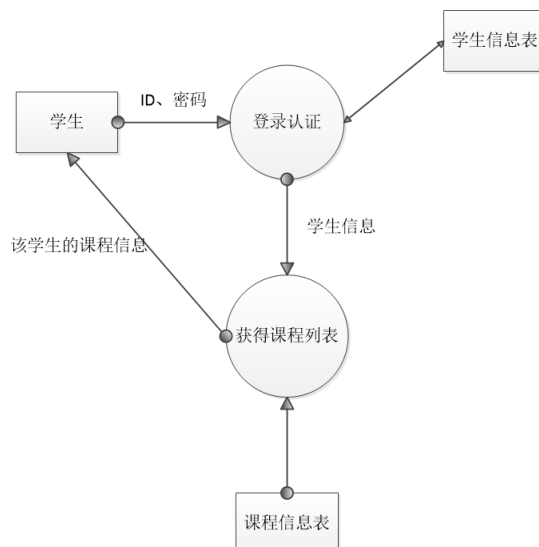 学生信息表
ID、密码
学生
登录认证
学生信息
该学生的课程信息
获得课程列表
课程信息表